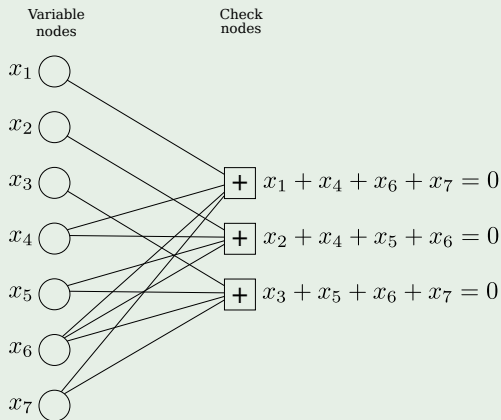 Variable
nodes
Check
nodes
x₁
x₂
x₃
x₄
x₅
x₆
x₇
+ x₁ + x₄ + x₆ + x₇ = 0
+ x₂ + x₄ + x₅ + x₆ = 0
+ x₃ + x₅ + x₆ + x₇ = 0